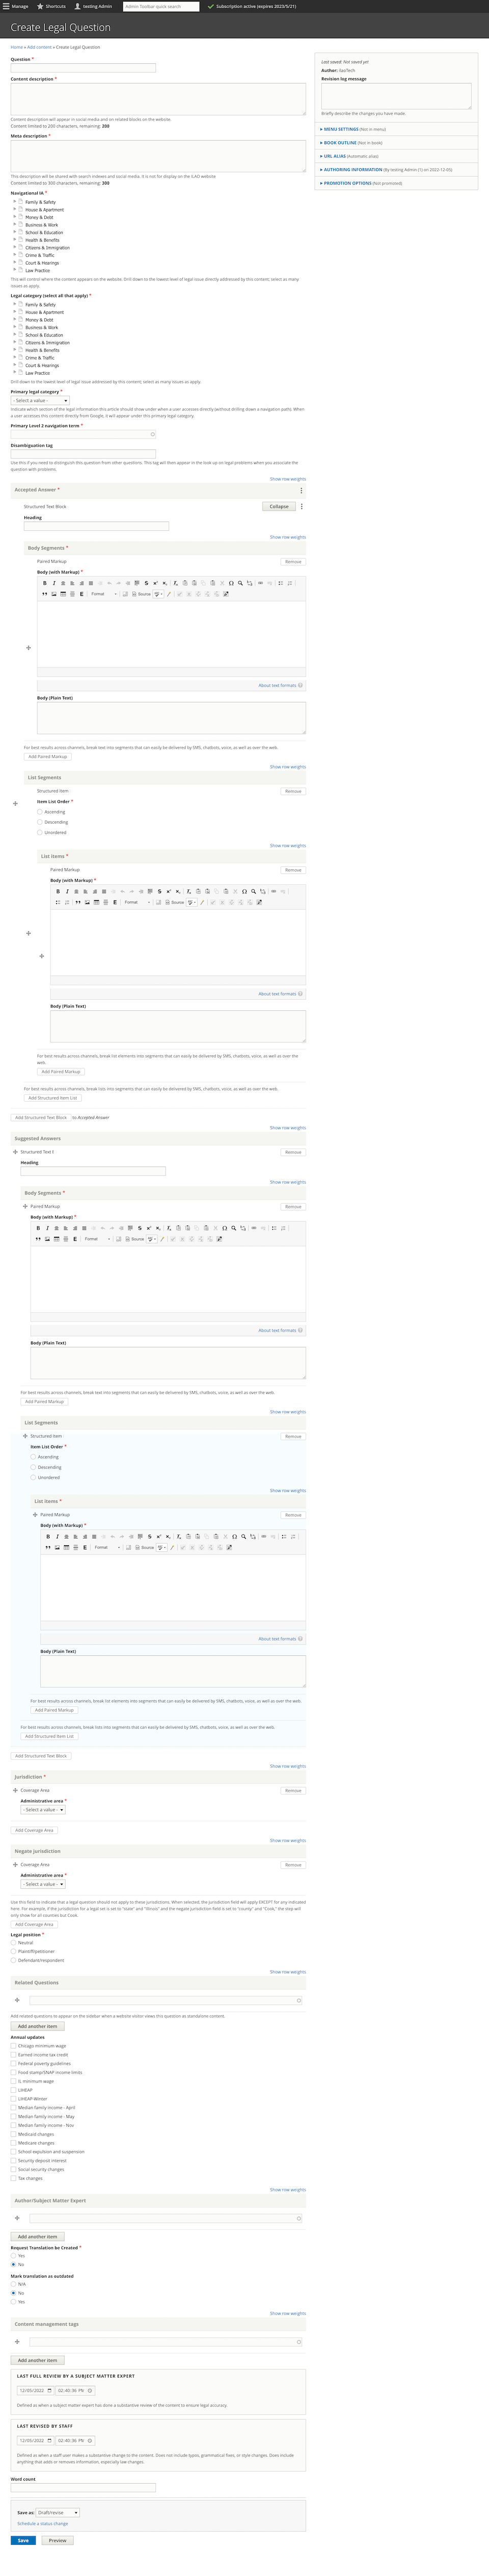 Manage Shortcuts testing Admin Admin Toolbar quick search Subscription active (expires 2023/5/21)
Create Legal Question
Home » Add content » Create Legal Question
Question *
Content description *
Content description will appear in social media and on related blocks on the website.
Content limited to 200 characters, remaining: 200
Meta description *
This description will be shared with search indexes and social media. It is not for display on the ILAO website
Content limited to 300 characters, remaining: 300
Navigational IA *
Family & Safety
House & Apartment
Money & Debt
Business & Work
School & Education
Health & Benefits
Citizens & Immigration
Crime & Traffic
Court & Hearings
Law Practice
This will control where the content appears on the website. Drill down to the lowest level of legal issue directly addressed by this content; select as many
issues as apply.
Legal category (select all that apply) *
Family & Safety
House & Apartment
Money & Debt
Business & Work
School & Education
Citizens & Immigration
Health & Benefits
Crime & Traffic
Court & Hearings
Law Practice
Drill down to the lowest level of legal issue addressed by this content; select as many issues as apply.
Primary legal category *
- Select a value -
Indicate which section of the legal information this article should show under when a user accesses directly (without drilling down a navigation path). When
a user accesses this content directly from Google, it will appear under this primary legal category.
Primary Level 2 navigation term *
Disambiguation tag
Use this if you need to distinguish this question from other questions. This tag will then appear in the look up on legal problems when you associate the
question with problems.
Show row weights
Accepted Answer *
Structured Text Block Collapse
Heading
Show row weights
Body Segments *
Paired Markup Remove
Body (with Markup) *
Format Source
About text formats
Body (Plain Text)
For best results across channels, break text into segments that can easily be delivered by SMS, chatbots, voice, as well as over the web.
Add Paired Markup
Show row weights
List Segments
Structured Item Remove
Item List Order *
Ascending
Descending
Unordered
Show row weights
List items *
Paired Markup Remove
Body (with Markup) *
Format Source
About text formats
Body (Plain Text)
For best results across channels, break list elements into segments that can easily be delivered by SMS, chatbots, voice, as well as over the
web.
Add Paired Markup
For best results across channels, break lists into segments that can easily be delivered by SMS, chatbots, voice, as well as over the web.
Add Structured Item List
Add Structured Text Block to Accepted Answer
Show row weights
Suggested Answers
Structured Text Remove
Heading
Show row weights
Body Segments *
Paired Markup Remove
Body (with Markup) *
Format Source
About text formats
Body (Plain Text)
For best results across channels, break text into segments that can easily be delivered by SMS, chatbots, voice, as well as over the web.
Add Paired Markup
Show row weights
List Segments
Structured Item Remove
Item List Order *
Ascending
Descending
Unordered
Show row weights
List items *
Paired Markup Remove
Body (with Markup) *
Format Source
About text formats
Body (Plain Text)
For best results across channels, break list elements into segments that can easily be delivered by SMS, chatbots, voice, as well as over the web.
Add Paired Markup
For best results across channels, break lists into segments that can easily be delivered by SMS, chatbots, voice, as well as over the web.
Add Structured Item List
Add Structured Text Block
Show row weights
Jurisdiction *
Coverage Area Remove
Administrative area *
- Select a value -
Add Coverage Area
Show row weights
Negate Jurisdiction
Coverage Area Remove
Administrative area *
- Select a value -
Use this field to indicate that a legal question should not apply to these jurisdictions. When selected, the jurisdiction field will apply EXCEPT for any indicated
here. For example, if the jurisdiction for a legal set is set to "state" and "Illinois" and the negate jurisdiction field is set to "county" and "Cook," the step will
only show for all counties but Cook.
Add Coverage Area
Legal position *
Neutral
Plaintiff/petitioner
Defendant/respondent
Show row weights
Related Questions
Add related questions to appear on the sidebar when a website visitor views this question as standalone content.
Add another item
Annual updates
Chicago minimum wage
Earned income tax credit
Federal poverty guidelines
Food stamp/SNAP income limits
IL minimum wage
LIHEAP
LIHEAP-Winter
Median family income - April
Median family income - May
Median family income - Nov
Medicaid changes
Medicare changes
School expulsion and suspension
Security deposit interest
Social security changes
Tax changes
Show row weights
Author/Subject Matter Expert
Add another item
Request Translation be Created *
Yes
No
Mark translation as outdated
N/A
No
Yes
Show row weights
Content management tags
Add another item
LAST FULL REVIEW BY A SUBJECT MATTER EXPERT
12/05/2022 02:40:36 PM
Defined as when a subject matter expert has done a substantive review of the content to ensure legal accuracy.
LAST REVISED BY STAFF
12/05/2022 02:40:36 PM
Defined as when a staff user makes a substantive change to the content. Does not include typos, grammatical fixes, or style changes. Does include
anything that adds or removes information, especially law changes.
Word count
Save as: Draft/revise
Schedule a status change
Save Preview
Last saved: Not saved yet
Author: ilaoTech
Revision log message
Briefly describe the changes you have made.
MENU SETTINGS (Not in menu)
BOOK OUTLINE (Not in book)
URL ALIAS (Automatic alias)
AUTHORING INFORMATION (By testing Admin (1) on 2022-12-05)
PROMOTION OPTIONS (Not promoted)